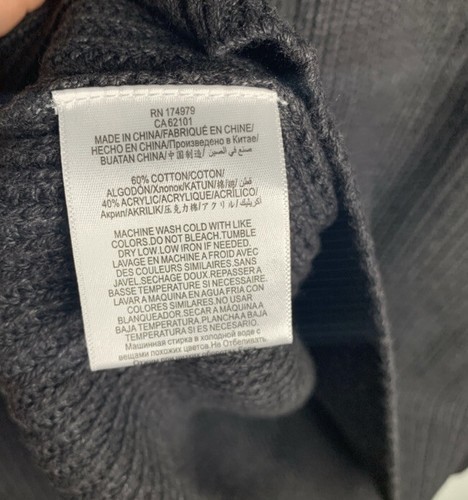 RN 174979
CA 62101
MADE IN CHINA/FABRIQUÉ EN CHINE/
HECHO EN CHINA/Произведено в Китае/
BUATAN CHINA/中国制造/ صنع في الصين/
60% COTTON/COTON/
ALGODÓN/Хлопок/KATUN/棉/綿/ قطن
40% ACRYLIC/ACRYLIQUE/ACRÍLICO/
Акрил/AKRILIK/压克力棉/アクリル/ اكريليك
MACHINE WASH COLD WITH LIKE
COLORS.DO NOT BLEACH.TUMBLE
DRY LOW.LOW IRON IF NEEDED.
LAVAGE EN MACHINE A FROID AVEC
DES COULEURS SIMILAIRES.SANS
JAVEL.SECHAGE DOUX.REPASSER A
BASSE TEMPERATURE SI NECESSAIRE.
LAVAR A MAQUINA EN AGUA FRIA CON
COLORES SIMILARES.NO USAR
BLANQUEADOR.SECAR A MAQUINA A
BAJA TEMPERATURA.PLANCHA A BAJA
TEMPERATURA SI ES NECESARIO.
Машинная стирка в холодной воде с
вещами похожих цветов.Не Отбеливать.